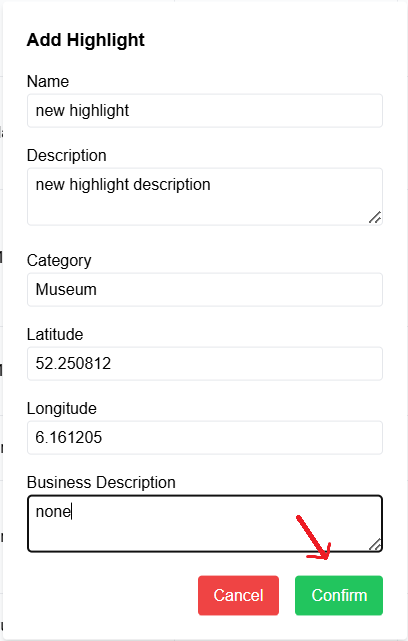 Add Highlight
Name
new highlight
Description
new highlight description
Category
Museum
Latitude
52.250812
Longitude
6.161205
Business Description
none
Cancel Confirm